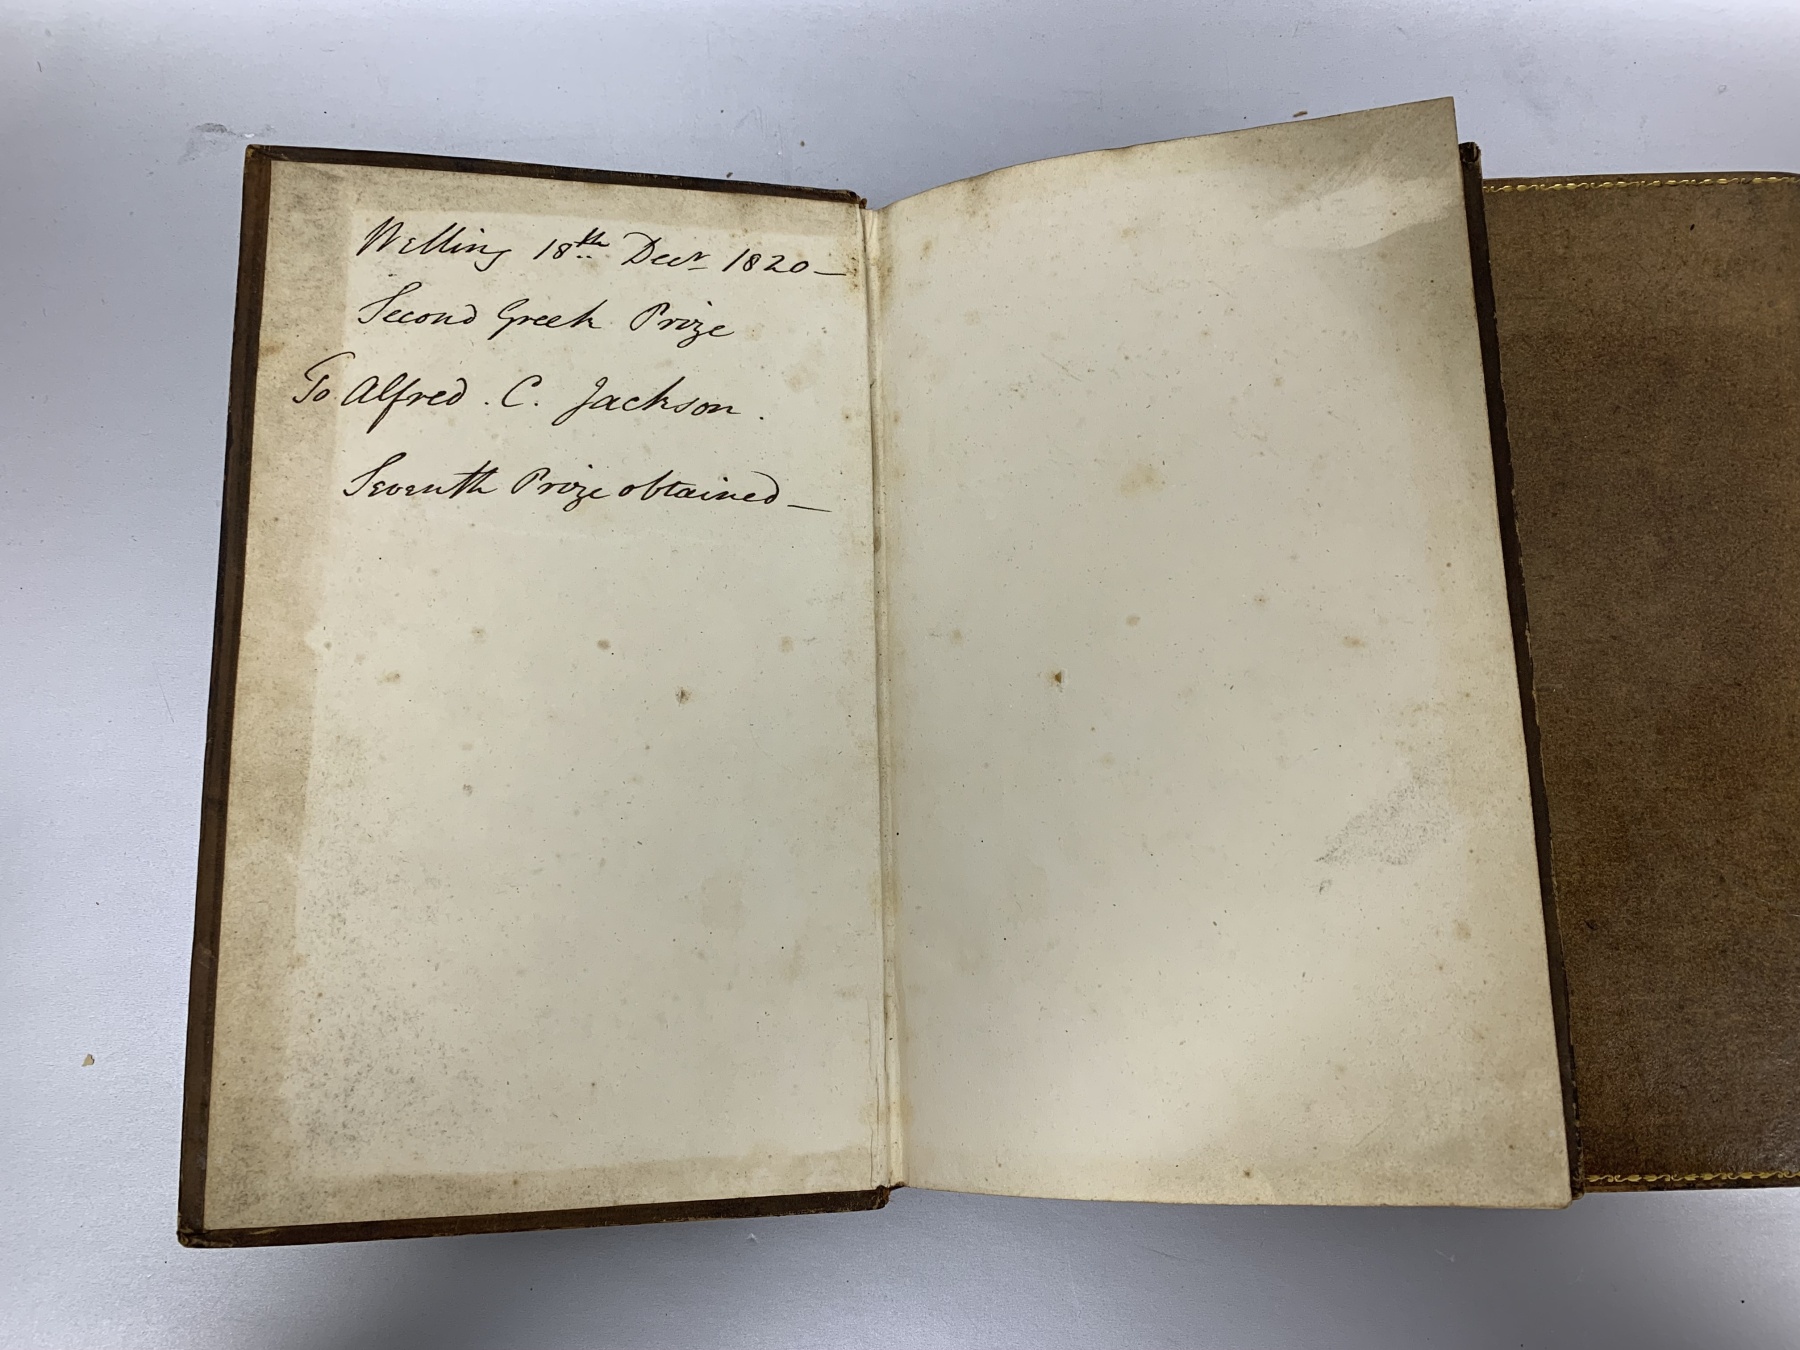 Welling 18th Decr 1820 —
Second Greek Prize
To Alfred. C. Jackson.
Seventh Prize obtained —